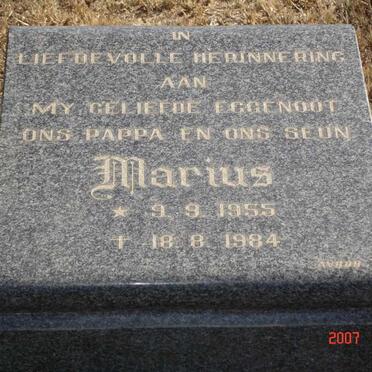 IN
LIEFDEVOLLE HERINNERING
AAN
MY GELIEFDE EGGENOOT
ONS PAPPA EN ONS SEUN
Marius
★ 9. 9. 1955
† 18. 8. 1984
2007